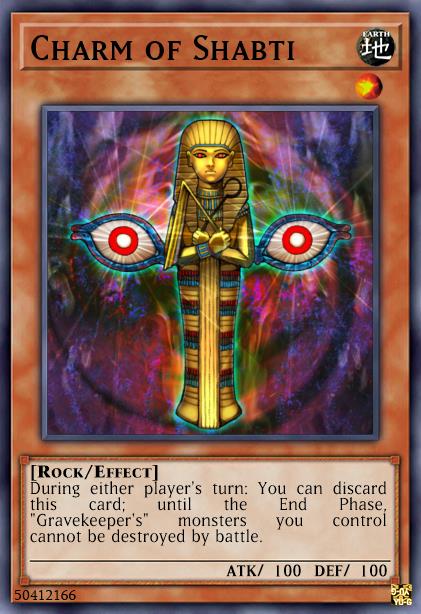 Charm of Shabti
EARTH
地
[Rock/Effect]
During either player's turn: You can discard
this card; until the End Phase,
"Gravekeeper's" monsters you control
cannot be destroyed by battle.
ATK/ 100 DEF/ 100
50412166